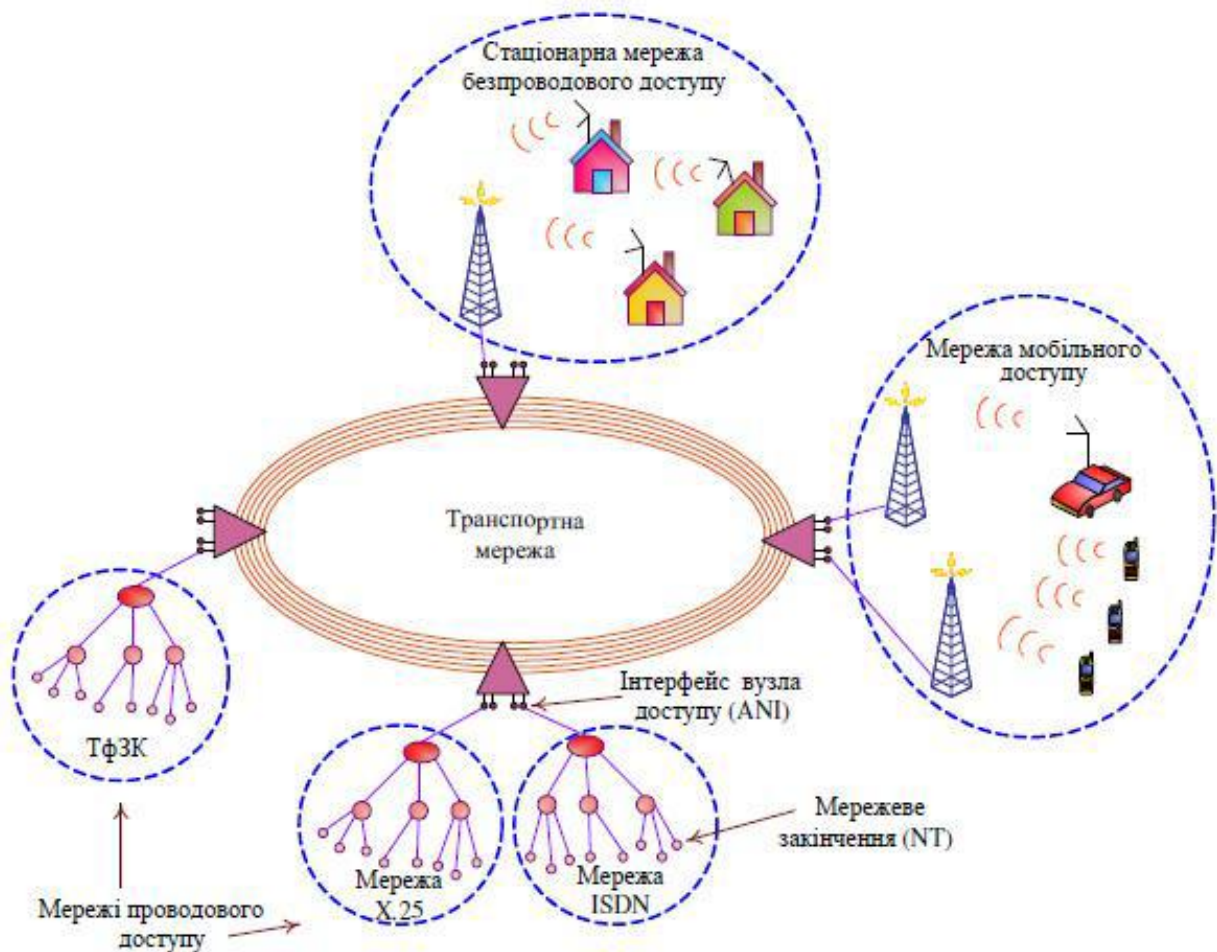 Стаціонарна мережа
безпроводового доступу
Мережа мобільного
доступу
Транспортна
мережа
Інтерфейс вузла
доступу (ANI)
ТфЗК
Мережеве
закінчення (NT)
Мережа
X.25
Мережа
ISDN
Мережі проводового
доступу